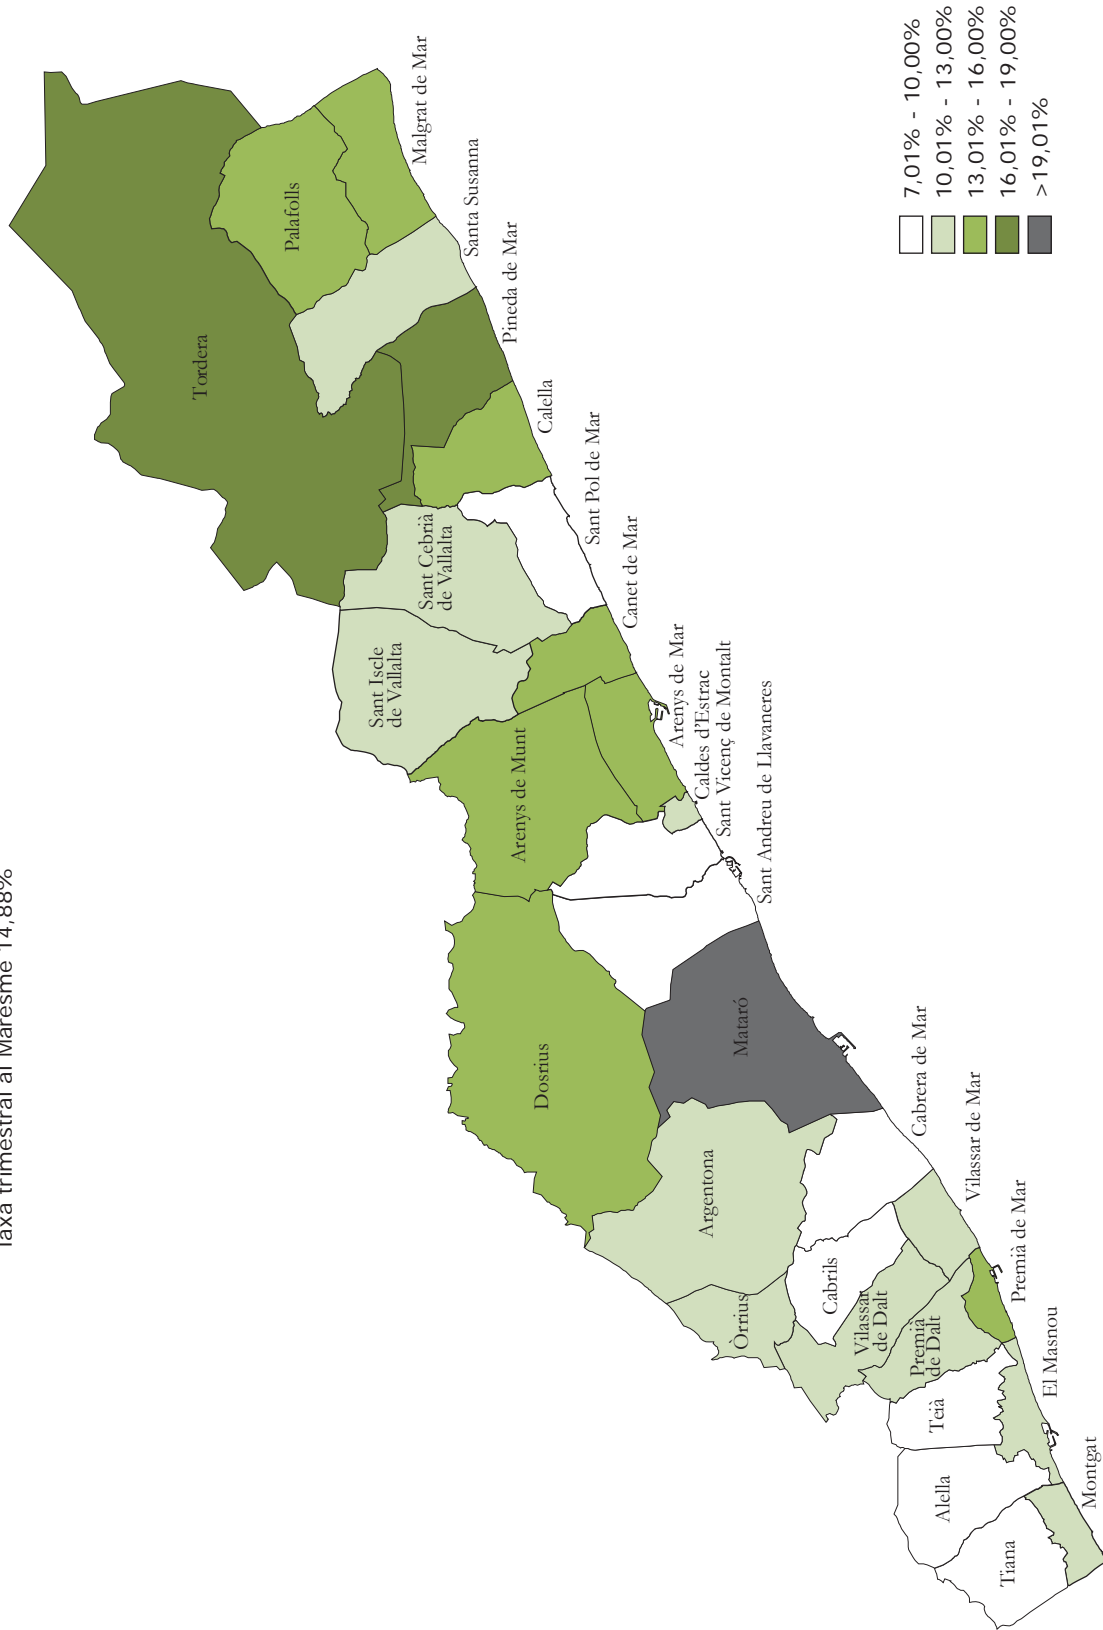 Taxa trimestral al Maresme 14,88%
Tordera
Palafolls
Malgrat de Mar
Santa Susanna
Pineda de Mar
Calella
Sant Pol de Mar
Sant Cebrià
de Vallalta
Sant Iscle
de Vallalta
Canet de Mar
Arenys de Mar
Arenys de Munt
Caldes d'Estrac
Sant Vicenç de Montalt
Sant Andreu de Llavaneres
Dosrius
Mataró
Argentona
Cabrera de Mar
Vilassar de Mar
Cabrils
Òrrius
Vilassar
de Dalt
Premià
de Dalt
Premià de Mar
Teià
El Masnou
Alella
Tiana
Montgat
7,01% - 10,00%
10,01% - 13,00%
13,01% - 16,00%
16,01% - 19,00%
>19,01%